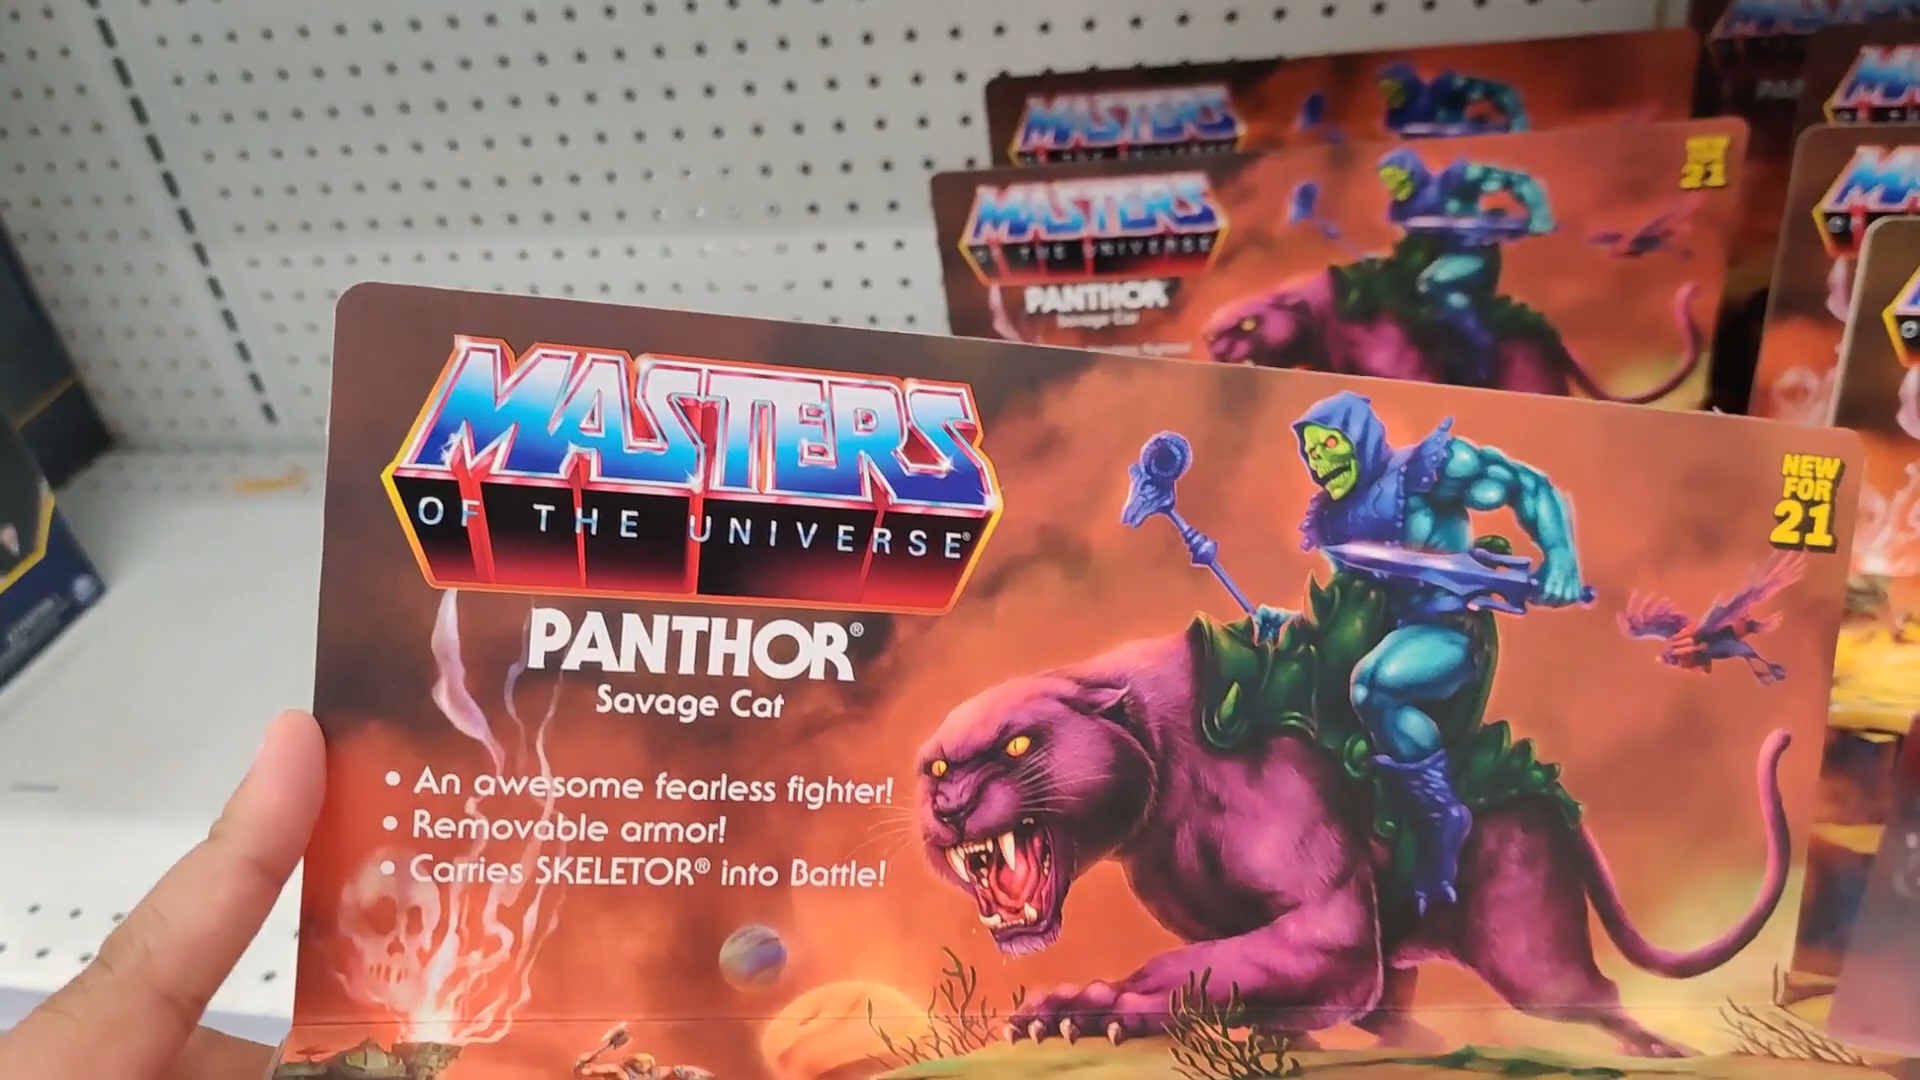 MASTERS
OF THE UNIVERSE®
PANTHOR®
Savage Cat
• An awesome fearless fighter!
• Removable armor!
• Carries SKELETOR® into Battle!
NEW
FOR
21
MASTERS
OF THE UNIVERSE
PANTHOR
Savage Cat
NEW
FOR
21
MASTERS